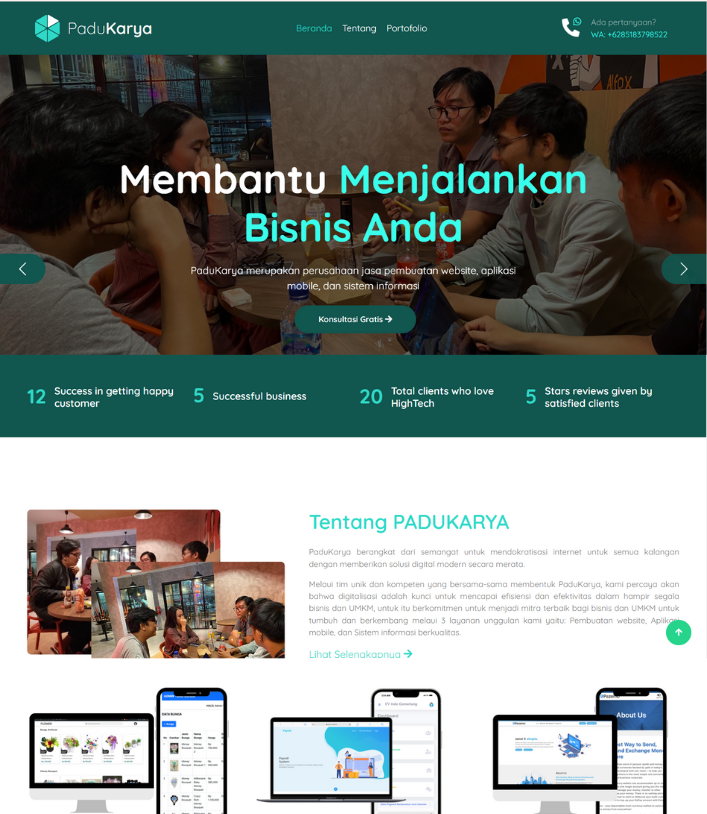 PaduKarya
Beranda Tentang Portofolio
Ada pertanyaan?
WA: +6285183798522
Alfox
Membantu Menjalankan
Bisnis Anda
PaduKarya merupakan perusahaan jasa pembuatan website, aplikasi
mobile, dan sistem informasi
Konsultasi Gratis
12 Success in getting happy
customer
5 Successful business
20 Total clients who love
HighTech
5 Stars reviews given by
satisfied clients
Tentang PADUKARYA
PaduKarya berangkat dari semangat untuk mendokratisasi internet untuk semua kalangan
dengan memberikan solusi digital modern secara merata.
Melaui tim unik dan kompeten yang bersama-sama membentuk PaduKarya, kami percaya akan
bahwa digitalisasi adalah kunci untuk mencapai efisiensi dan efektivitas dalam hampir segala
bisnis dan UMKM, untuk itu berkomitmen untuk menjadi mitra terbaik bagi bisnis dan UMKM untuk
tumbuh dan berkembang melaui 3 layanan unggulan kami yaitu: Pembuatan website, Aplikasi
mobile, dan Sistem informasi berkualitas.
Lihat Selengkapnya
DATA BUNGA
Payroll
System
About Us